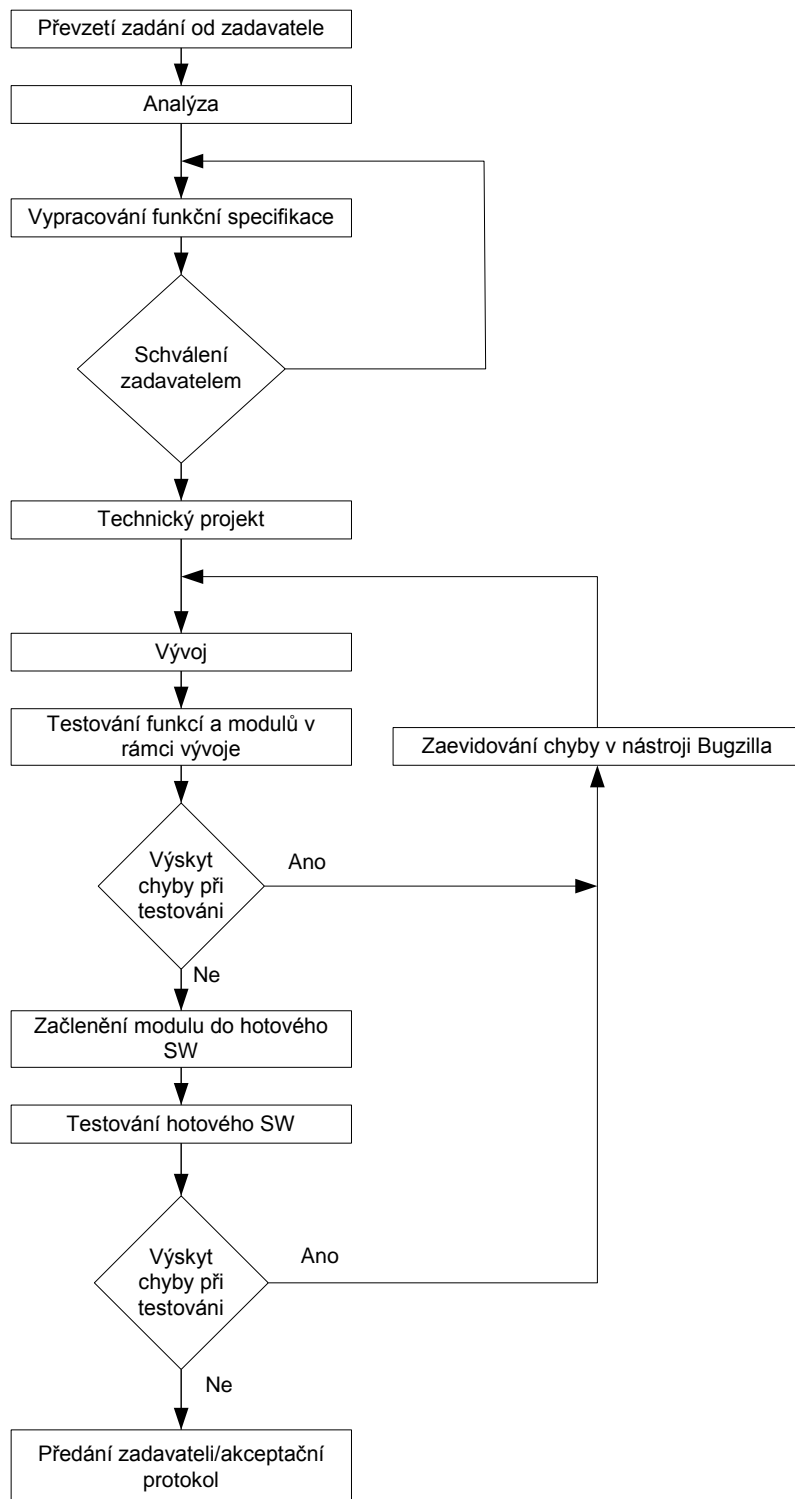 Převzetí zadání od zadavatele
Analýza
Vypracování funkční specifikace
Schválení
zadavatelem
Technický projekt
Vývoj
Testování funkcí a modulů v
rámci vývoje
Zaevidování chyby v nástroji Bugzilla
Výskyt
chyby při
testováni
Ano
Ne
Začlenění modulu do hotového
SW
Testování hotového SW
Výskyt
chyby při
testováni
Ano
Ne
Předání zadavateli/akceptační
protokol